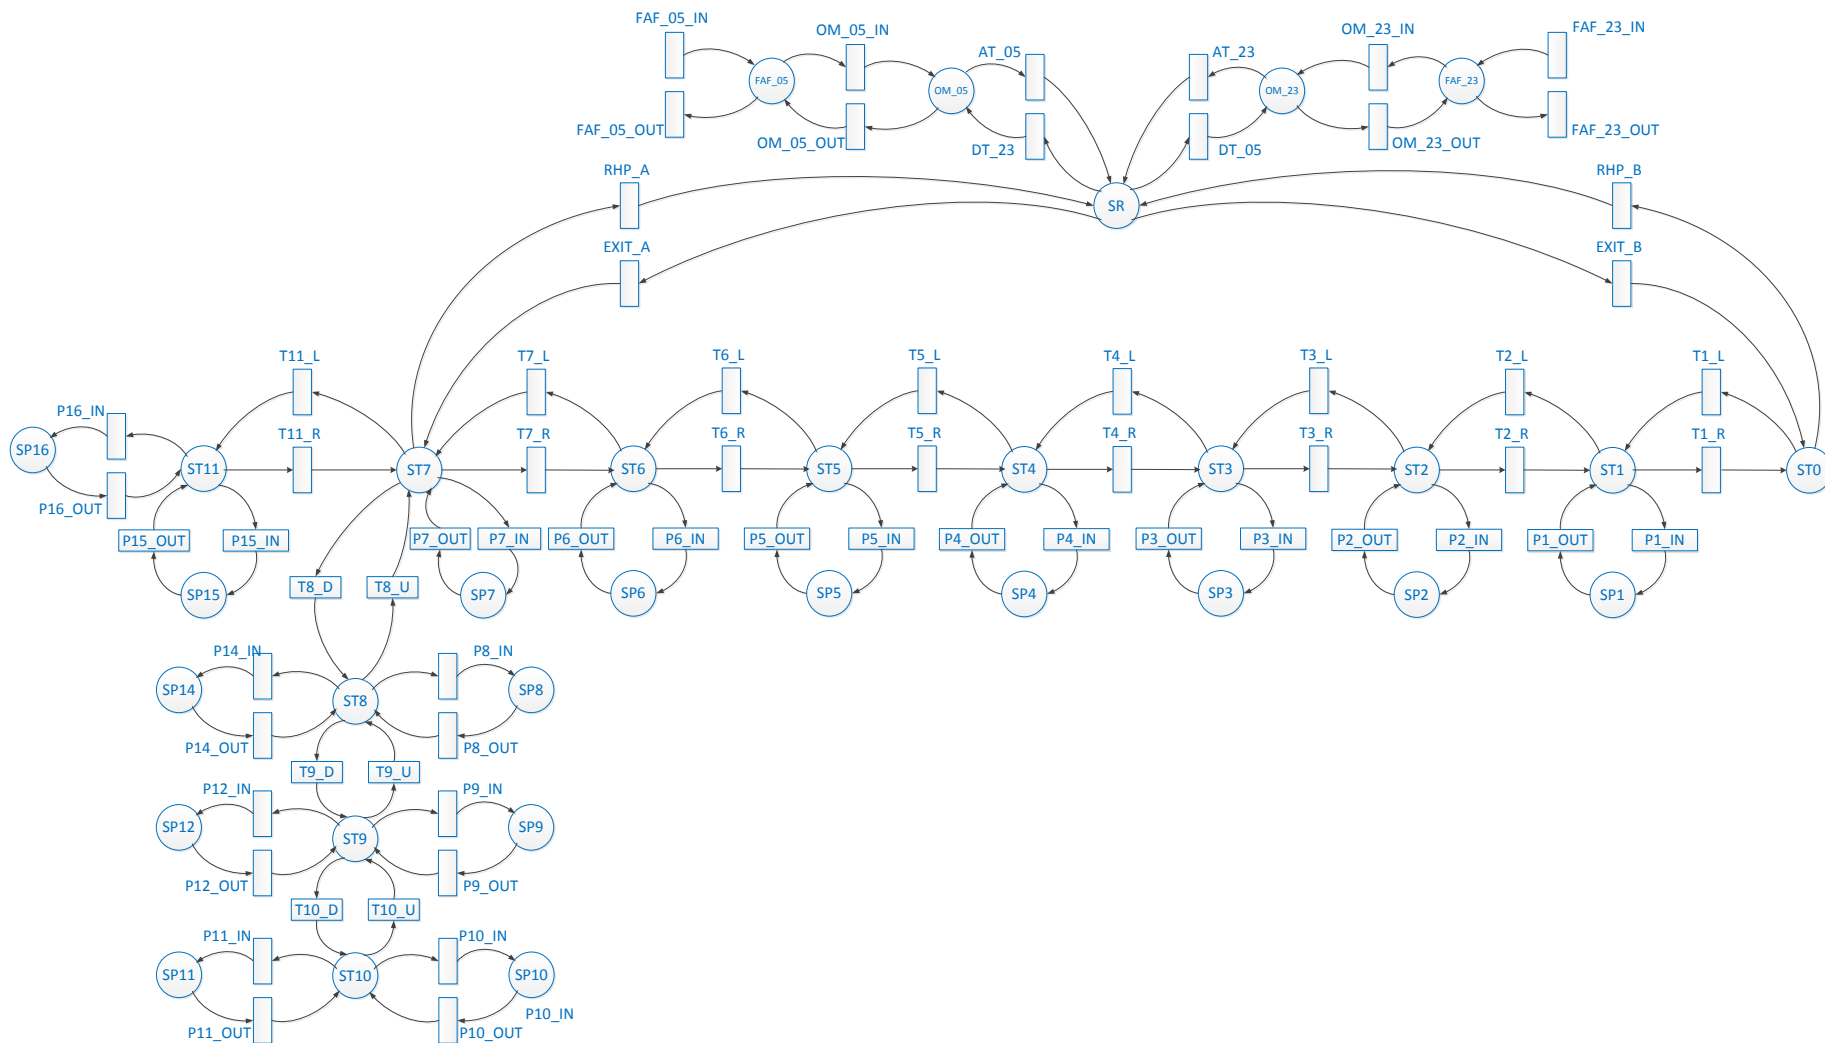 FAF_05_IN
OM_05_IN
AT_05
AT_23
OM_23_IN
FAF_23_IN
FAF_05
OM_05
OM_23
FAF_23
FAF_05_OUT
OM_05_OUT
DT_23
DT_05
OM_23_OUT
FAF_23_OUT
RHP_A
SR
RHP_B
EXIT_A
EXIT_B
T11_L
T7_L
T6_L
T5_L
T4_L
T3_L
T2_L
T1_L
P16_IN
T11_R
T7_R
T6_R
T5_R
T4_R
T3_R
T2_R
T1_R
SP16
ST11
ST7
ST6
ST5
ST4
ST3
ST2
ST1
ST0
P16_OUT
P15_OUT
P15_IN
P7_OUT
P7_IN
P6_OUT
P6_IN
P5_OUT
P5_IN
P4_OUT
P4_IN
P3_OUT
P3_IN
P2_OUT
P2_IN
P1_OUT
P1_IN
T8_D
T8_U
SP15
SP7
SP6
SP5
SP4
SP3
SP2
SP1
P14_IN
P8_IN
SP14
ST8
SP8
P14_OUT
P8_OUT
T9_D
T9_U
P12_IN
P9_IN
SP12
ST9
SP9
P12_OUT
P9_OUT
T10_D
T10_U
P11_IN
P10_IN
SP11
ST10
SP10
P10_IN
P11_OUT
P10_OUT